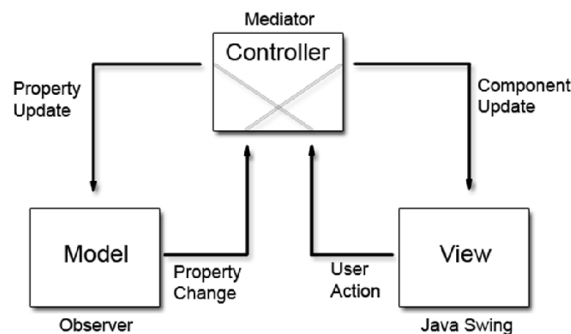 Mediator
Controller
Property
Update
Component
Update
Model
Property
Change
User
Action
View
Observer
Java Swing